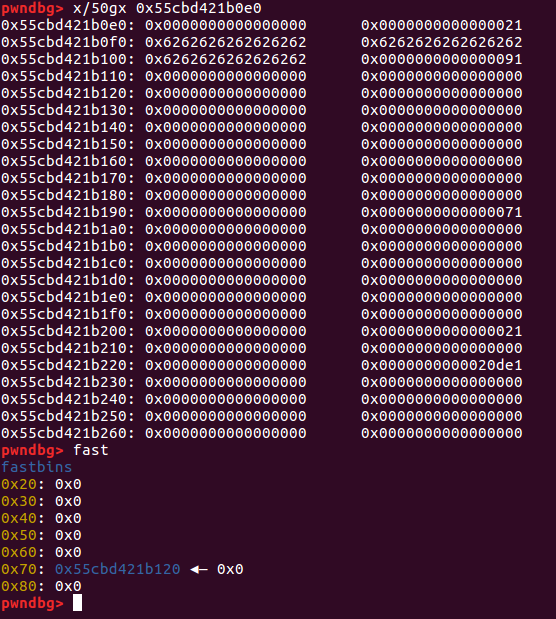 pwndbg> x/50gx 0x55cbd421b0e0
0x55cbd421b0e0: 0x0000000000000000 0x0000000000000021
0x55cbd421b0f0: 0x6262626262626262 0x6262626262626262
0x55cbd421b100: 0x6262626262626262 0x0000000000000091
0x55cbd421b110: 0x0000000000000000 0x0000000000000000
0x55cbd421b120: 0x0000000000000000 0x0000000000000000
0x55cbd421b130: 0x0000000000000000 0x0000000000000000
0x55cbd421b140: 0x0000000000000000 0x0000000000000000
0x55cbd421b150: 0x0000000000000000 0x0000000000000000
0x55cbd421b160: 0x0000000000000000 0x0000000000000000
0x55cbd421b170: 0x0000000000000000 0x0000000000000000
0x55cbd421b180: 0x0000000000000000 0x0000000000000000
0x55cbd421b190: 0x0000000000000000 0x0000000000000071
0x55cbd421b1a0: 0x0000000000000000 0x0000000000000000
0x55cbd421b1b0: 0x0000000000000000 0x0000000000000000
0x55cbd421b1c0: 0x0000000000000000 0x0000000000000000
0x55cbd421b1d0: 0x0000000000000000 0x0000000000000000
0x55cbd421b1e0: 0x0000000000000000 0x0000000000000000
0x55cbd421b1f0: 0x0000000000000000 0x0000000000000000
0x55cbd421b200: 0x0000000000000000 0x0000000000000021
0x55cbd421b210: 0x0000000000000000 0x0000000000000000
0x55cbd421b220: 0x0000000000000000 0x0000000000020de1
0x55cbd421b230: 0x0000000000000000 0x0000000000000000
0x55cbd421b240: 0x0000000000000000 0x0000000000000000
0x55cbd421b250: 0x0000000000000000 0x0000000000000000
0x55cbd421b260: 0x0000000000000000 0x0000000000000000
pwndbg> fast
fastbins
0x20: 0x0
0x30: 0x0
0x40: 0x0
0x50: 0x0
0x60: 0x0
0x70: 0x55cbd421b120 ◂— 0x0
0x80: 0x0
pwndbg>